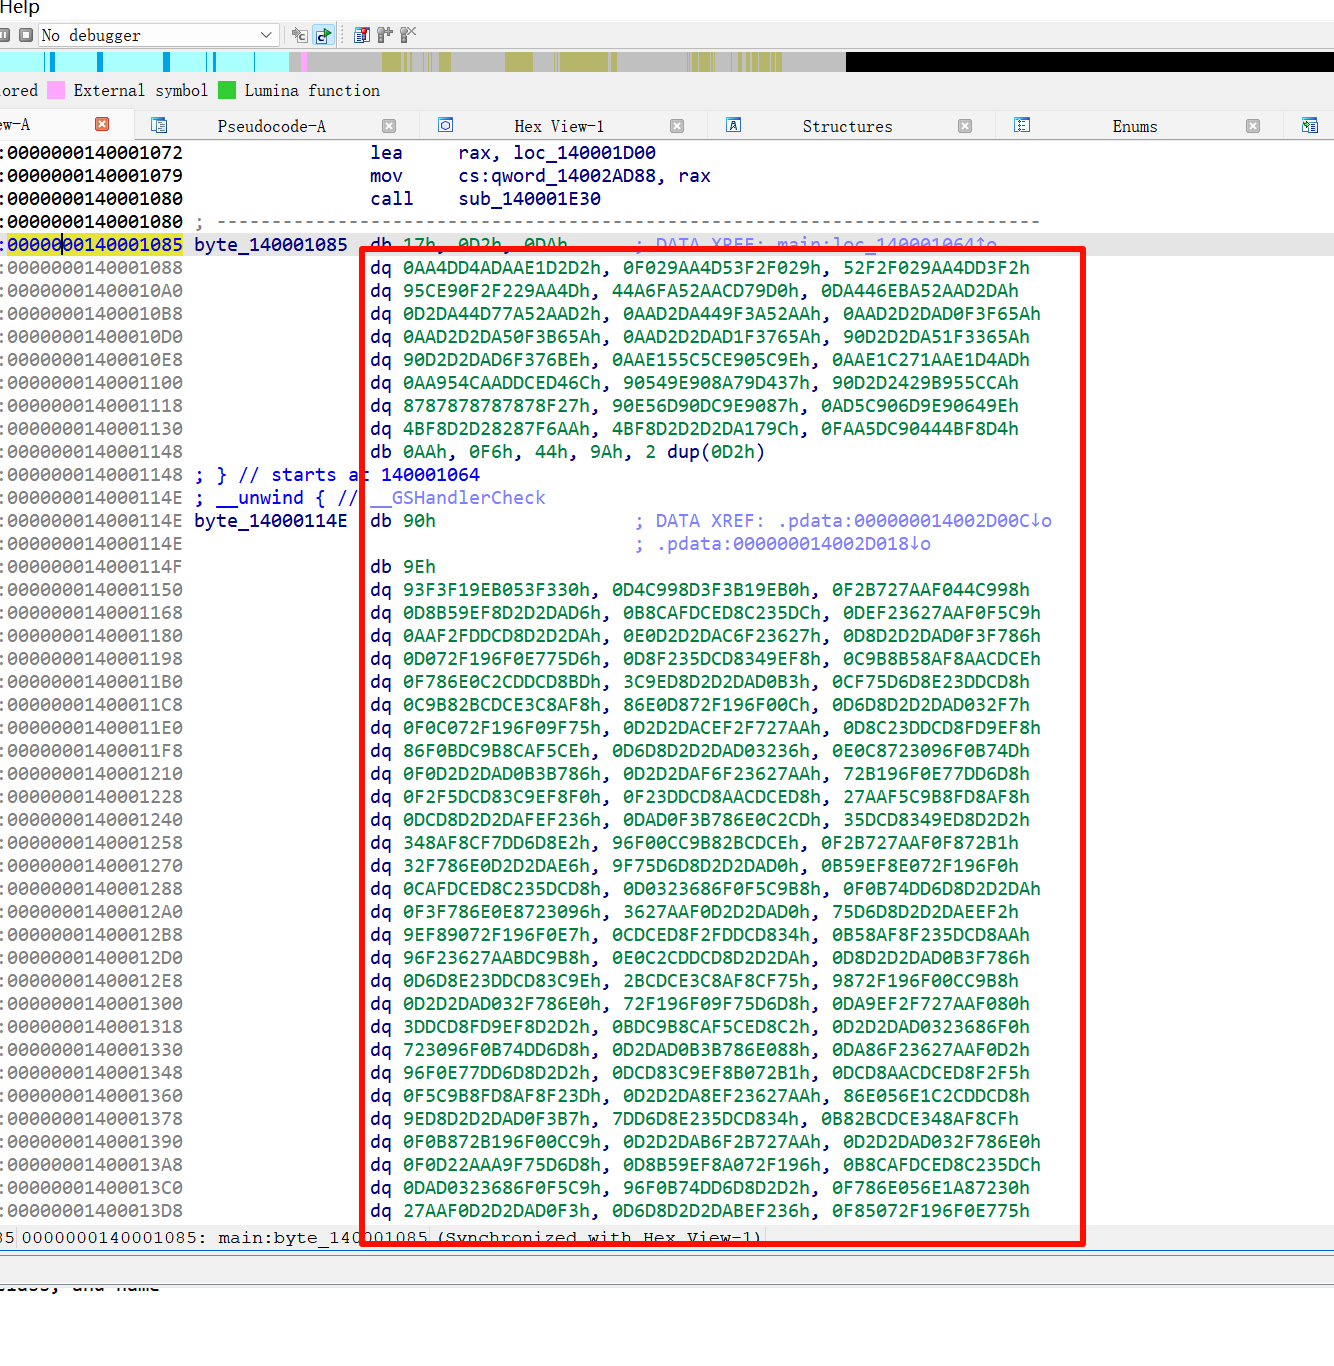 Help
No debugger
ored External symbol Lumina function
ew-A Pseudocode-A Hex View-1 Structures Enums
:0000000140001072 lea rax, loc_140001D00
:0000000140001079 mov cs:qword_14002AD88, rax
:0000000140001080 call sub_140001E30
:0000000140001080 ; ---------------------------------------------------------------------------
:0000000140001085 byte_140001085 db 17h, 0D2h, 0DAh ; DATA XREF: main:loc_140001064↑o
:0000000140001088 dq 0AA4DD4ADAAE1D2D2h, 0F029AA4D53F2F029h, 52F2F029AA4DD3F2h
:00000001400010A0 dq 95CE90F2F229AA4Dh, 44A6FA52AACD79D0h, 0DA446EBA52AAD2DAh
:00000001400010B8 dq 0D2DA44D77A52AAD2h, 0AAD2DA449F3A52AAh, 0AAD2D2DAD0F3F65Ah
:00000001400010D0 dq 0AAD2D2DA50F3B65Ah, 0AAD2D2DAD1F3765Ah, 90D2D2DA51F3365Ah
:00000001400010E8 dq 90D2D2DAD6F376BEh, 0AAE155C5CE905C9Eh, 0AAE1C271AAE1D4ADh
:0000000140001100 dq 0AA954CAADDCED46Ch, 90549E908A79D437h, 90D2D2429B955CCAh
:0000000140001118 dq 8787878787878F27h, 90E56D90DC9E9087h, 0AD5C906D9E90649Eh
:0000000140001130 dq 4BF8D2D28287F6AAh, 4BF8D2D2D2DA179Ch, 0FAA5DC90444BF8D4h
:0000000140001148 db 0AAh, 0F6h, 44h, 9Ah, 2 dup(0D2h)
:0000000140001148 ; } // starts at 140001064
:000000014000114E ; __unwind { // __GSHandlerCheck
:000000014000114E byte_14000114E db 90h ; DATA XREF: .pdata:000000014002D00C↓o
:000000014000114E ; .pdata:000000014002D018↓o
:000000014000114F db 9Eh
:0000000140001150 dq 93F3F19EB053F330h, 0D4C998D3F3B19EB0h, 0F2B727AAF044C998h
:0000000140001168 dq 0D8B59EF8D2D2DAD6h, 0B8CAFDCED8C235DCh, 0DEF23627AAF0F5C9h
:0000000140001180 dq 0AAF2FDDCD8D2D2DAh, 0E0D2D2DAC6F23627h, 0D8D2D2DAD0F3F786h
:0000000140001198 dq 0D072F196F0E775D6h, 0D8F235DCD8349EF8h, 0C9B8B58AF8AACDCEh
:00000001400011B0 dq 0F786E0C2CDDCD8BDh, 3C9ED8D2D2DAD0B3h, 0CF75D6D8E23DDCD8h
:00000001400011C8 dq 0C9B82BCDCE3C8AF8h, 86E0D872F196F00Ch, 0D6D8D2D2DAD032F7h
:00000001400011E0 dq 0F0C072F196F09F75h, 0D2D2DACEF2F727AAh, 0D8C23DDCD8FD9EF8h
:00000001400011F8 dq 86F0BDC9B8CAF5CEh, 0D6D8D2D2DAD03236h, 0E0C8723096F0B74Dh
:0000000140001210 dq 0F0D2D2DAD0B3B786h, 0D2D2DAF6F23627AAh, 72B196F0E77DD6D8h
:0000000140001228 dq 0F2F5DCD83C9EF8F0h, 0F23DDCD8AACDCED8h, 27AAF5C9B8FD8AF8h
:0000000140001240 dq 0DCD8D2D2DAFEF236h, 0DAD0F3B786E0C2CDh, 35DCD8349ED8D2D2h
:0000000140001258 dq 348AF8CF7DD6D8E2h, 96F00CC9B82BCDCEh, 0F2B727AAF0F872B1h
:0000000140001270 dq 32F786E0D2D2DAE6h, 9F75D6D8D2D2DAD0h, 0B59EF8E072F196F0h
:0000000140001288 dq 0CAFDCED8C235DCD8h, 0D0323686F0F5C9B8h, 0F0B74DD6D8D2D2DAh
:00000001400012A0 dq 0F3F786E0E8723096h, 3627AAF0D2D2DAD0h, 75D6D8D2D2DAEEF2h
:00000001400012B8 dq 9EF89072F196F0E7h, 0CDCED8F2FDDCD834h, 0B58AF8F235DCD8AAh
:00000001400012D0 dq 96F23627AABDC9B8h, 0E0C2CDDCD8D2D2DAh, 0D8D2D2DAD0B3F786h
:00000001400012E8 dq 0D6D8E23DDCD83C9Eh, 2BCDCE3C8AF8CF75h, 9872F196F00CC9B8h
:0000000140001300 dq 0D2D2DAD032F786E0h, 72F196F09F75D6D8h, 0DA9EF2F727AAF080h
:0000000140001318 dq 3DDCD8FD9EF8D2D2h, 0BDC9B8CAF5CED8C2h, 0D2D2DAD0323686F0h
:0000000140001330 dq 723096F0B74DD6D8h, 0D2DAD0B3B786E088h, 0DA86F23627AAF0D2h
:0000000140001348 dq 96F0E77DD6D8D2D2h, 0DCD83C9EF8B072B1h, 0DCD8AACDCED8F2F5h
:0000000140001360 dq 0F5C9B8FD8AF8F23Dh, 0D2D2DA8EF23627AAh, 86E056E1C2CDDCD8h
:0000000140001378 dq 9ED8D2D2DAD0F3B7h, 7DD6D8E235DCD834h, 0B82BCDCE348AF8CFh
:0000000140001390 dq 0F0B872B196F00CC9h, 0D2D2DAB6F2B727AAh, 0D2D2DAD032F786E0h
:00000001400013A8 dq 0F0D22AAA9F75D6D8h, 0D8B59EF8A072F196h, 0B8CAFDCED8C235DCh
:00000001400013C0 dq 0DAD0323686F0F5C9h, 96F0B74DD6D8D2D2h, 0F786E056E1A87230h
:00000001400013D8 dq 27AAF0D2D2DAD0F3h, 0D6D8D2D2DABEF236h, 0F85072F196F0E775h
85 0000000140001085: main:byte_140001085 (Synchronized with Hex View-1)